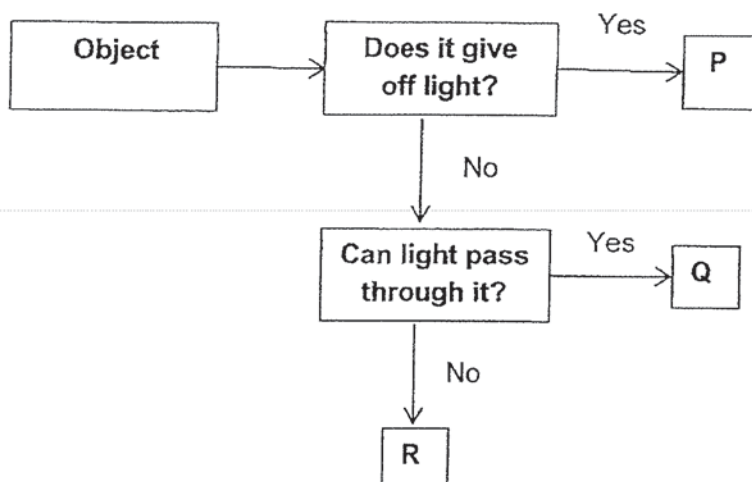 Object
Does it give
off light?
Yes
P
No
Can light pass
through it?
Yes
Q
No
R